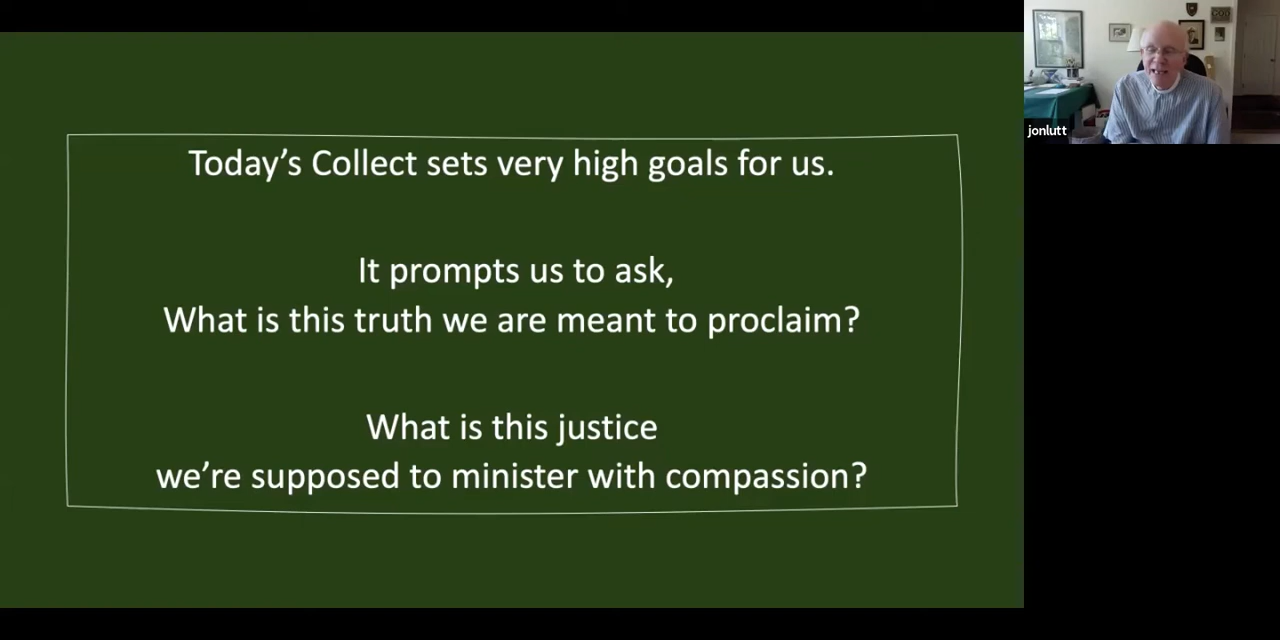 Today’s Collect sets very high goals for us.
It prompts us to ask,
What is this truth we are meant to proclaim?
What is this justice
we’re supposed to minister with compassion?
jonlutt